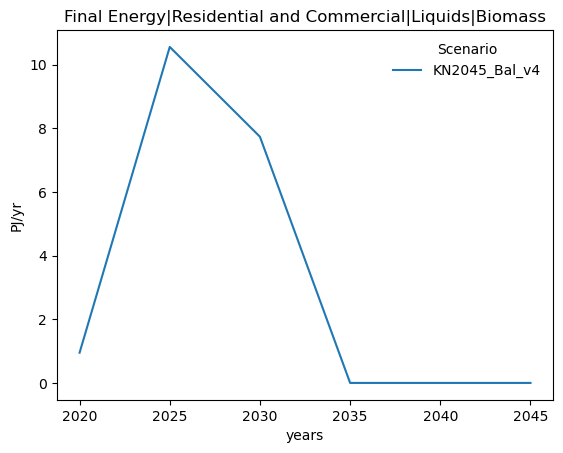 Final Energy|Residential and Commercial|Liquids|Biomass
Scenario
KN2045_Bal_v4
PJ/yr
10
8
6
4
2
0
2020 2025 2030 2035 2040 2045
years